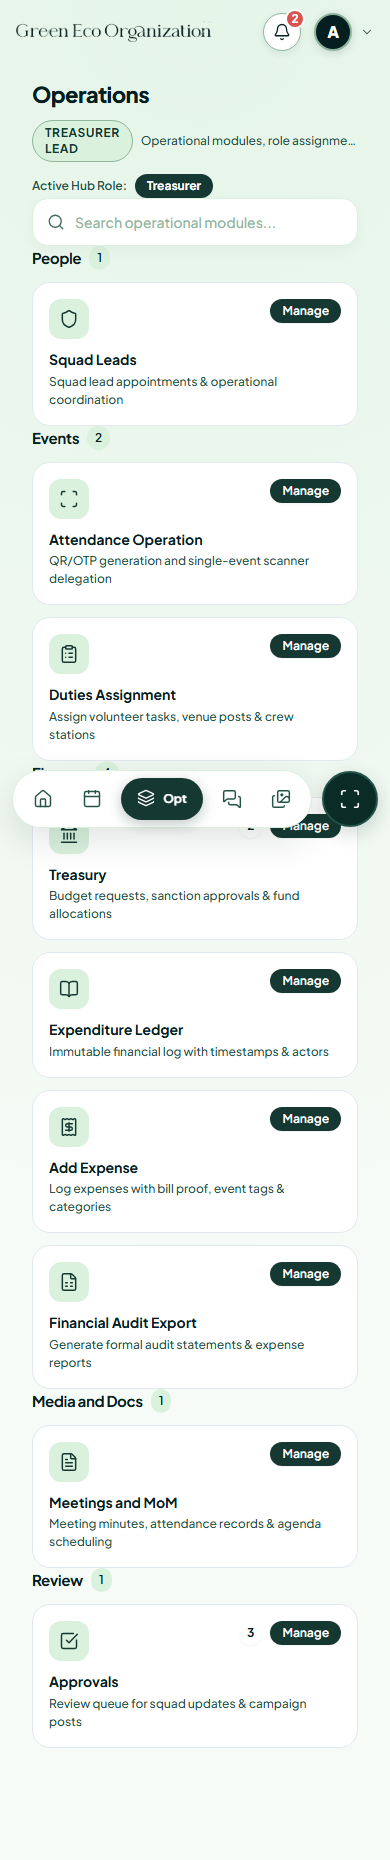 Green Eco Organization
2
A
Operations
TREASURER
LEAD
Operational modules, role assignme...
Active Hub Role:
Treasurer
Search operational modules...
People 1
Manage
Squad Leads
Squad lead appointments & operational
coordination
Events 2
Manage
Attendance Operation
QR/OTP generation and single-event scanner
delegation
Manage
Duties Assignment
Assign volunteer tasks, venue posts & crew
stations
Opt
Manage
Treasury
Budget requests, sanction approvals & fund
allocations
Manage
Expenditure Ledger
Immutable financial log with timestamps & actors
Manage
Add Expense
Log expenses with bill proof, event tags &
categories
Manage
Financial Audit Export
Generate formal audit statements & expense
reports
Media and Docs 1
Manage
Meetings and MoM
Meeting minutes, attendance records & agenda
scheduling
Review 1
3 Manage
Approvals
Review queue for squad updates & campaign
posts